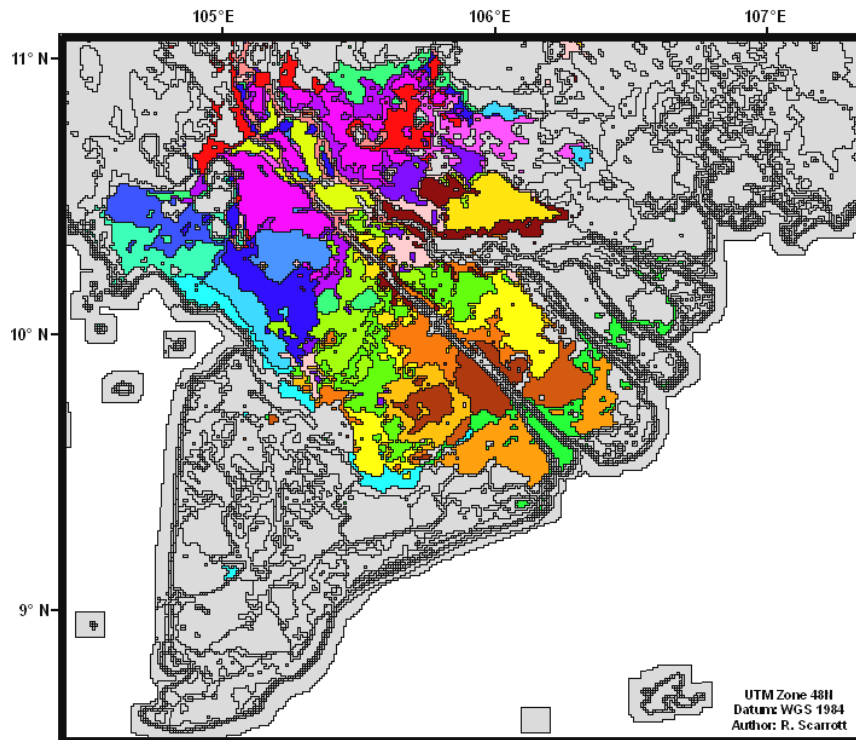 105° E 106° E 107° E
11° N
10° N
9° N
UTM Zone 48N
Datum: WGS 1984
Author: R. Scarrott